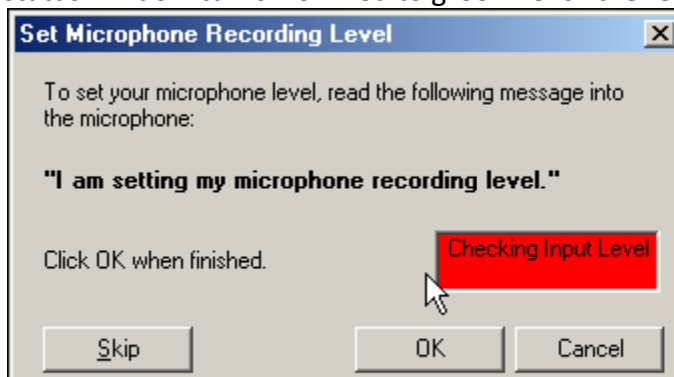 Set Microphone Recording Level
To set your microphone level, read the following message into
the microphone:
"I am setting my microphone recording level."
Click OK when finished.
Checking Input Level
Skip OK Cancel